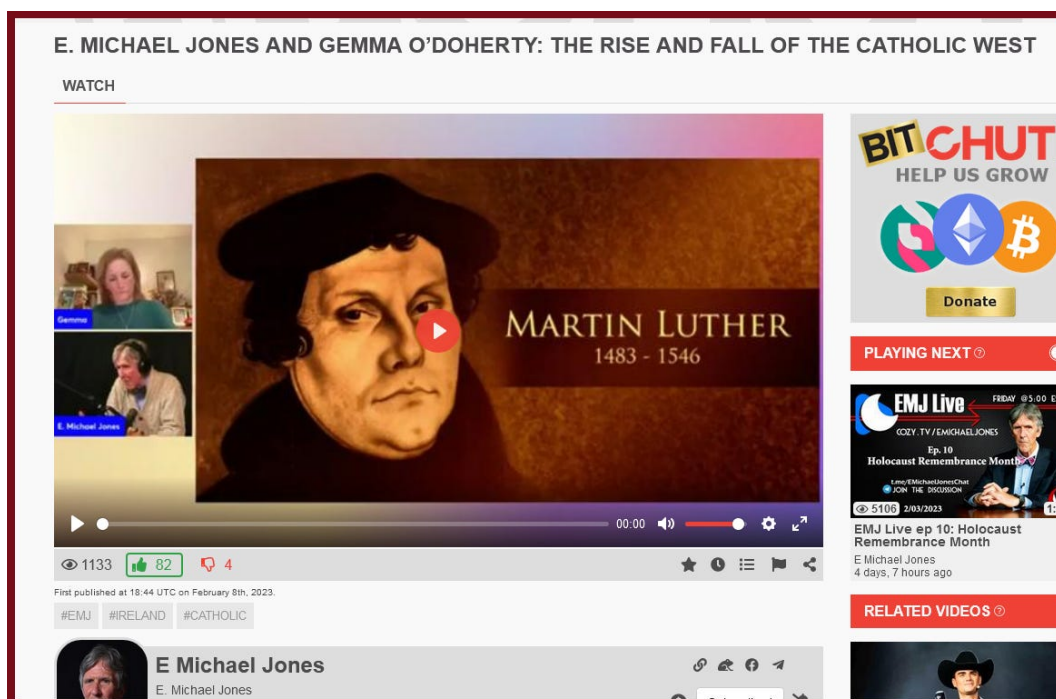 E. MICHAEL JONES AND GEMMA O’DOHERTY: THE RISE AND FALL OF THE CATHOLIC WEST
WATCH
Gemma
E. Michael Jones
MARTIN LUTHER
1483 - 1546
00:00
1133
82
4
First published at 18:44 UTC on February 8th, 2023.
#EMJ #IRELAND #CATHOLIC
E Michael Jones
E. Michael Jones
BITCHUT
HELP US GROW
Donate
PLAYING NEXT
EMJ Live
FRIDAY @5:00 E
COZY.TV/EMICHAELJONES
Ep. 10
Holocaust Remembrance Month
t.me/EMichaelJonesChat
JOIN THE DISCUSSION
5106 2/03/2023
1:
EMJ Live ep 10: Holocaust
Remembrance Month
E Michael Jones
4 days, 7 hours ago
RELATED VIDEOS